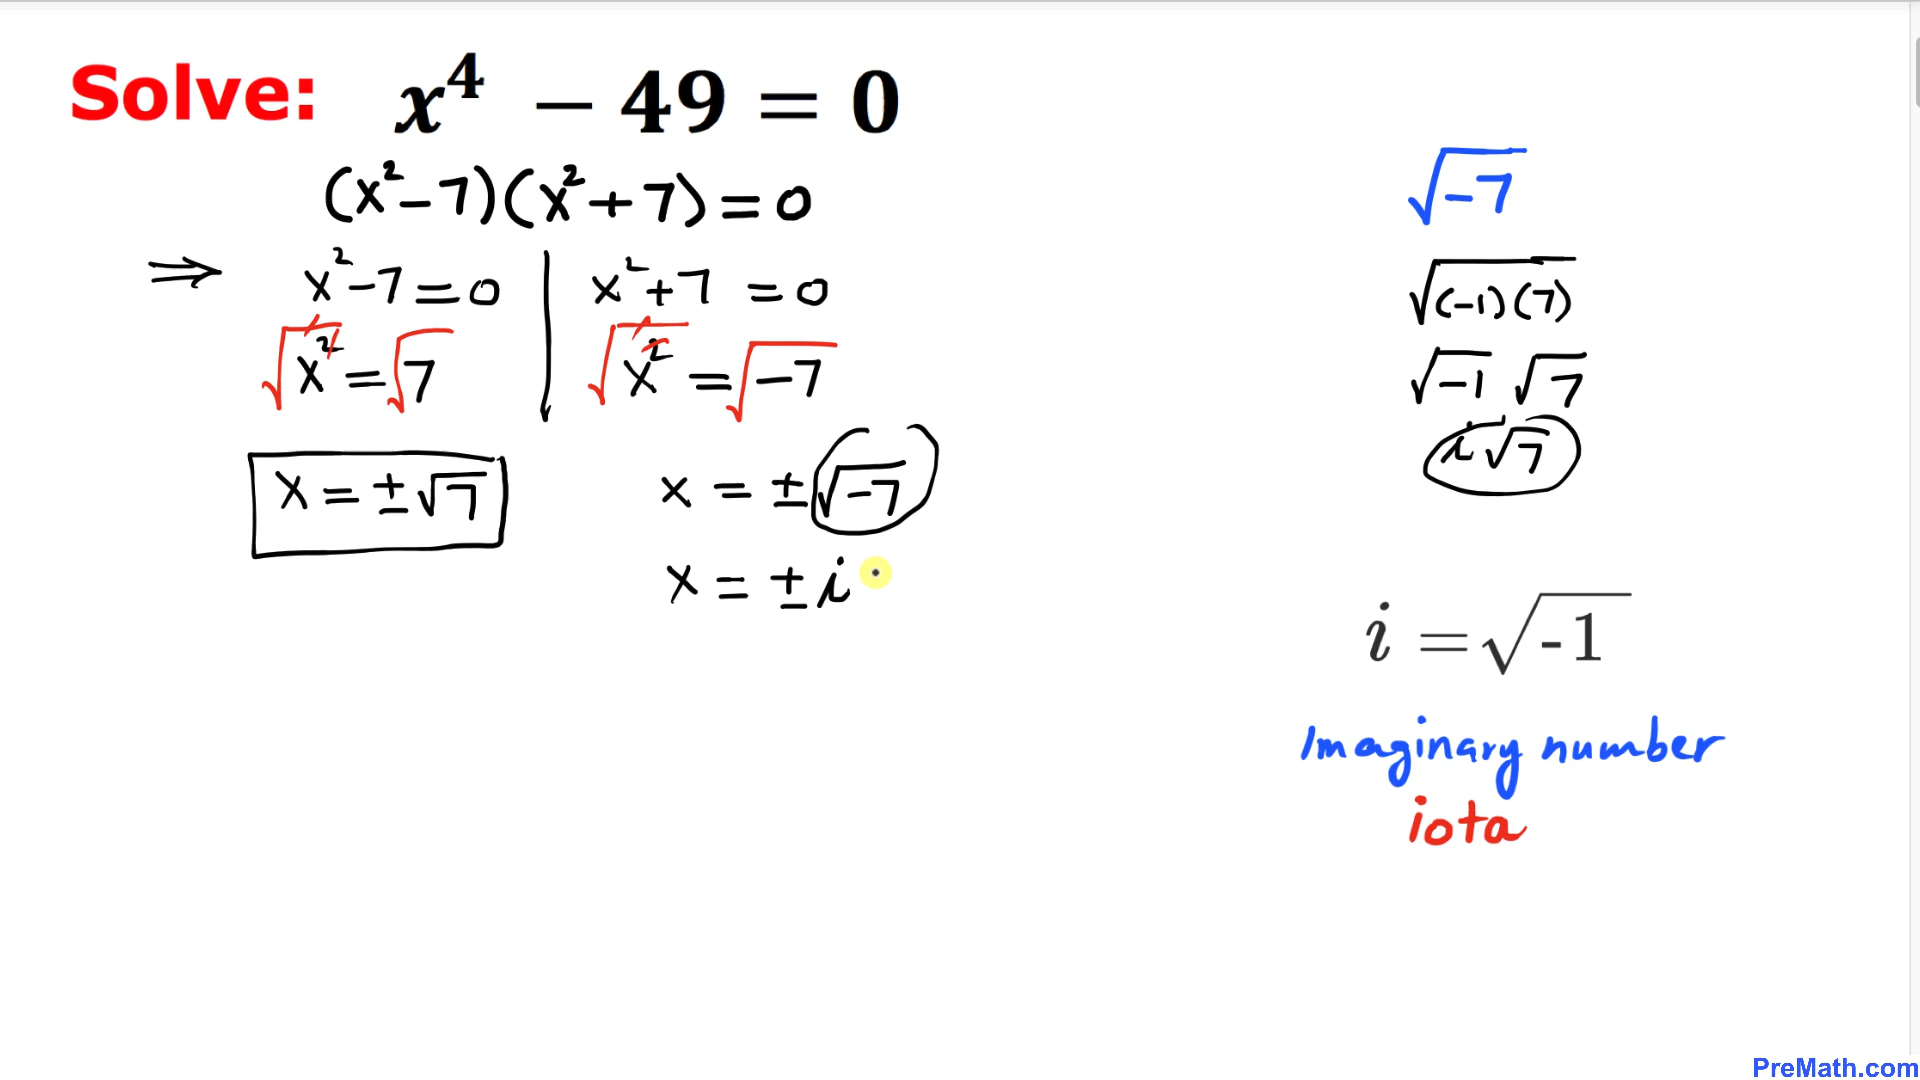 Solve: x⁴ − 49 = 0
(x²−7)(x²+7) = 0
⇒ x²−7 = 0 | x²+7 = 0
√x² = √7 | √x² = √−7
x = ±√7
x = ±√−7
x = ± i
√−7
√(−1)(7)
√−1 √7
i√7
i = √-1
Imaginary number
iota
PreMath.com